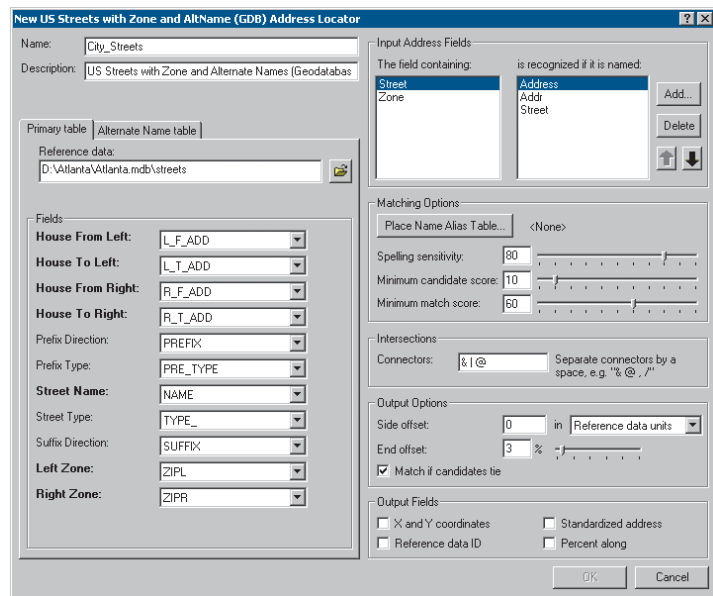 New US Streets with Zone and AltName (GDB) Address Locator
Name: City_Streets
Description: US Streets with Zone and Alternate Names (Geodatabas
Primary table Alternate Name table
Reference data:
D:\Atlanta\Atlanta.mdb\streets
Fields
House From Left: L_F_ADD
House To Left: L_T_ADD
House From Right: R_F_ADD
House To Right: R_T_ADD
Prefix Direction: PREFIX
Prefix Type: PRE_TYPE
Street Name: NAME
Street Type: TYPE_
Suffix Direction: SUFFIX
Left Zone: ZIPL
Right Zone: ZIPR
Input Address Fields
The field containing: is recognized if it is named:
Street Address
Zone Addr
Street
Add...
Delete
Matching Options
Place Name Alias Table... <None>
Spelling sensitivity: 80
Minimum candidate score: 10
Minimum match score: 60
Intersections
Connectors: & | @ Separate connectors by a
space, e.g. "& @ , /"
Output Options
Side offset: 0 in Reference data units
End offset: 3 %
Match if candidates tie
Output Fields
X and Y coordinates Standardized address
Reference data ID Percent along
OK Cancel